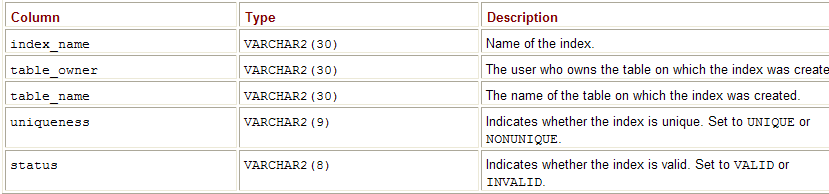 Column Type Description
index_name VARCHAR2(30) Name of the index.
table_owner VARCHAR2(30) The user who owns the table on which the index was create
table_name VARCHAR2(30) The name of the table on which the index was created.
uniqueness VARCHAR2(9) Indicates whether the index is unique. Set to UNIQUE or
NONUNIQUE.
status VARCHAR2(8) Indicates whether the index is valid. Set to VALID or
INVALID.